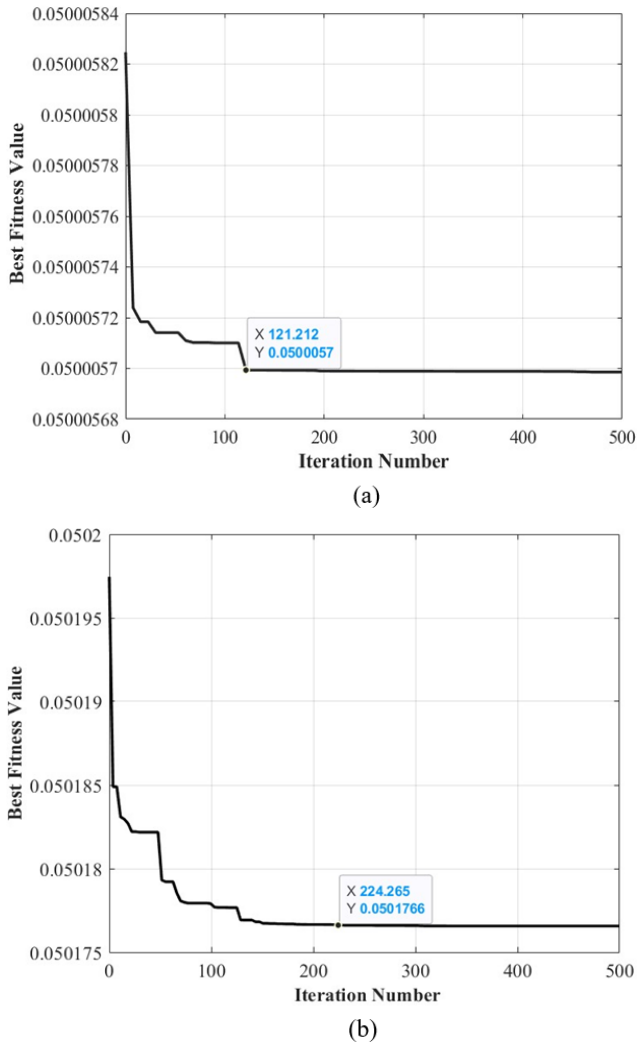 0.05000584
0.05000582
0.0500058
0.05000578
0.05000576
0.05000574
0.05000572
0.0500057
0.05000568
Best Fitness Value
X 121.212
Y 0.0500057
0 100 200 300 400 500
Iteration Number
(a)
0.0502
0.050195
0.05019
0.050185
0.05018
0.050175
Best Fitness Value
X 224.265
Y 0.0501766
0 100 200 300 400 500
Iteration Number
(b)